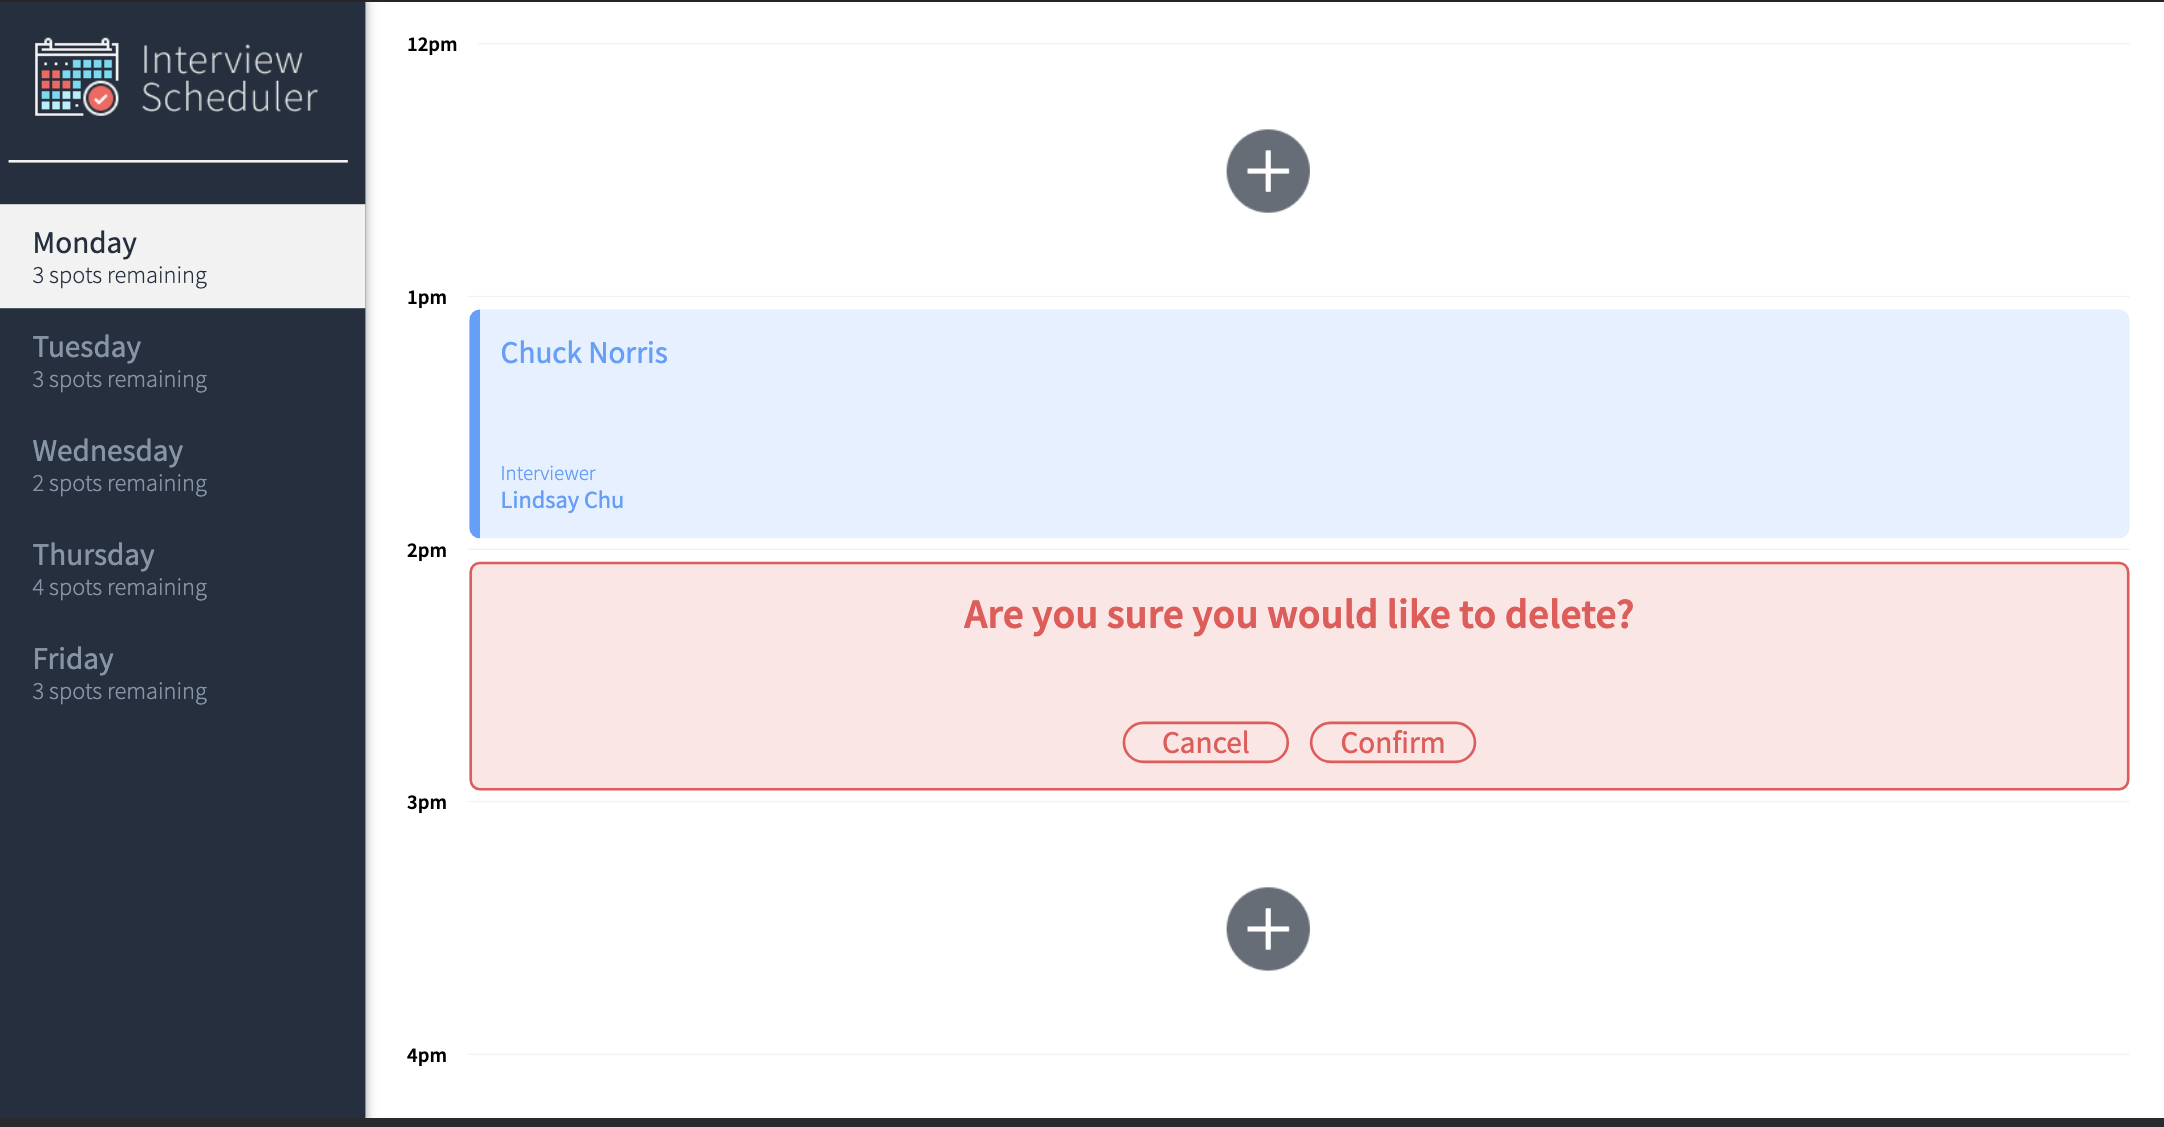 Interview
Scheduler
Monday
3 spots remaining
Tuesday
3 spots remaining
Wednesday
2 spots remaining
Thursday
4 spots remaining
Friday
3 spots remaining
12pm
1pm
Chuck Norris
Interviewer
Lindsay Chu
2pm
Are you sure you would like to delete?
Cancel Confirm
3pm
4pm